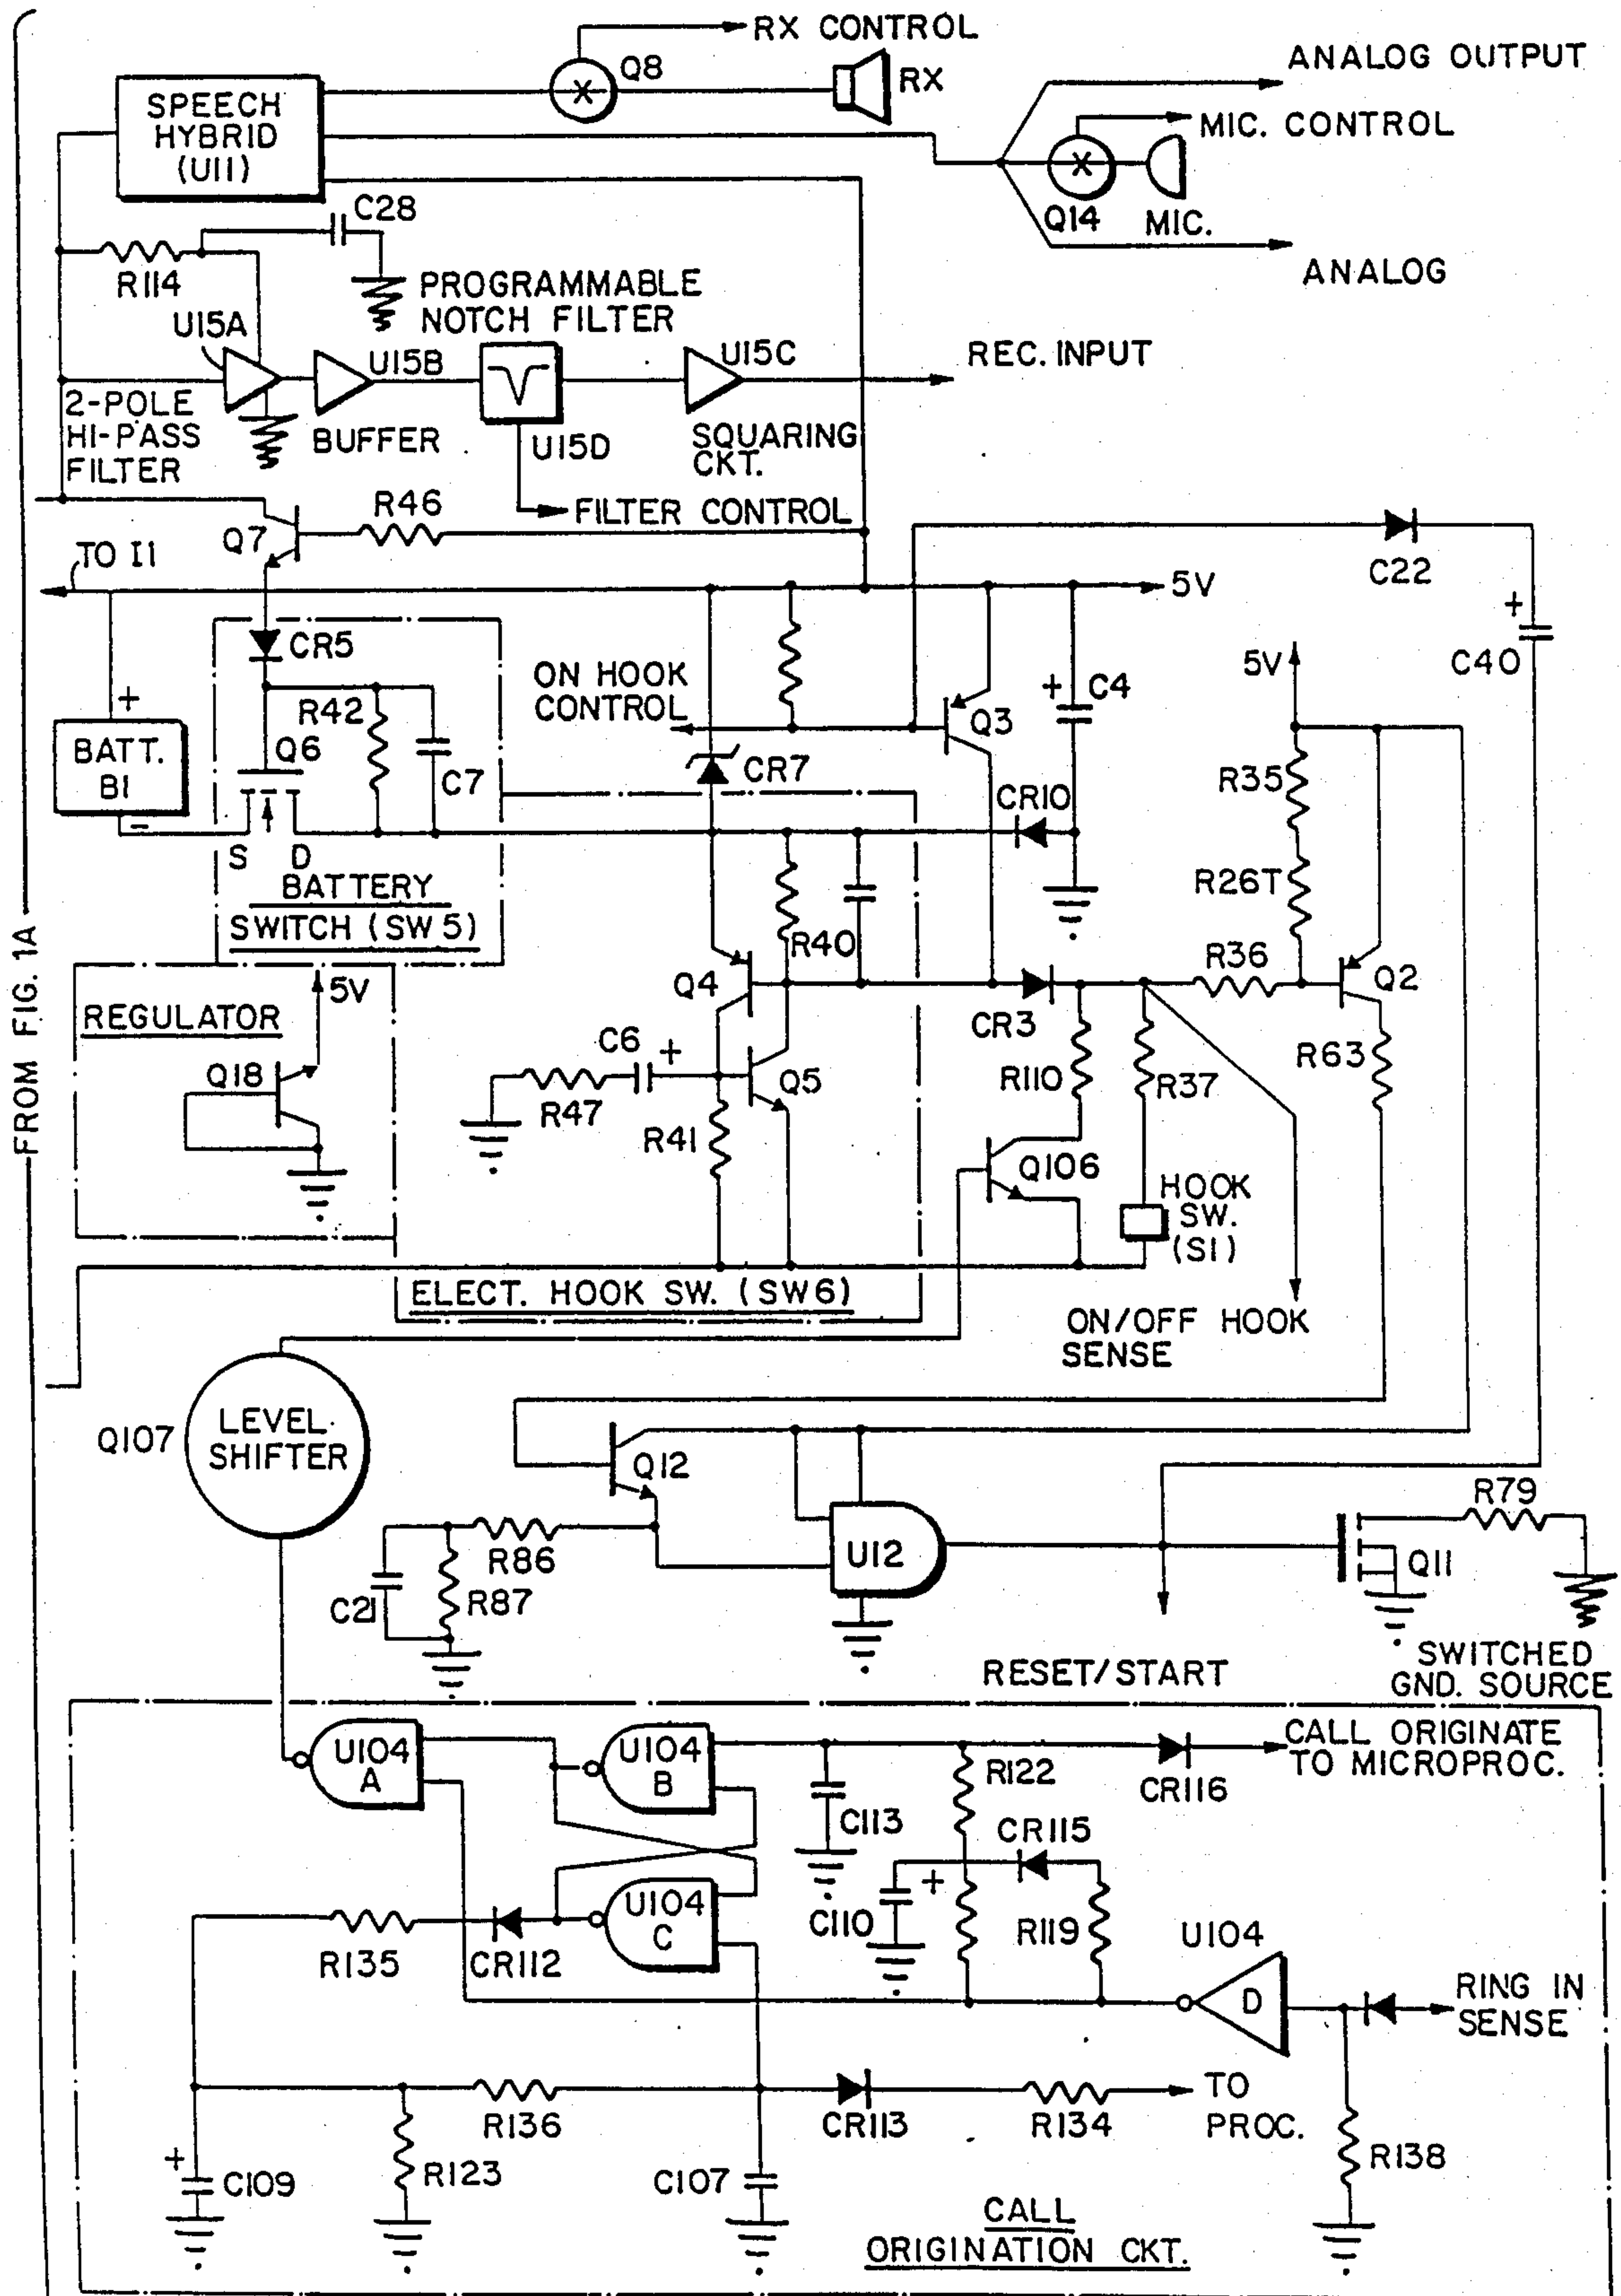 RX CONTROL
Q8
RX
ANALOG OUTPUT
SPEECH
HYBRID
(U11)
MIC. CONTROL
C28
Q14
MIC.
R114
ANALOG
PROGRAMMABLE
NOTCH FILTER
U15A
U15B
U15C
REC. INPUT
2-POLE
HI-PASS
FILTER
BUFFER
U15D
SQUARING
CKT.
R46
FILTER CONTROL
Q7
TO I1
C22
5V
+
CR5
C40
5V
ON HOOK
CONTROL
+
C4
+
R42
Q3
BATT.
B1
Q6
C7
CR7
R35
CR10
-
S
D
R26T
BATTERY
SWITCH (SW5)
R40
R36
FROM FIG. 1A
Q4
Q2
5V
REGULATOR
CR3
C6
+
R63
Q18
R110
R37
Q5
R47
R41
Q106
HOOK
SW.
(S1)
ELECT. HOOK SW. (SW6)
ON/OFF HOOK
SENSE
Q107
LEVEL
SHIFTER
Q12
R79
R86
U12
Q11
C21
R87
RESET/START
SWITCHED
GND. SOURCE
U104
A
U104
B
CALL ORIGINATE
TO MICROPROC.
R122
CR116
C113
CR115
U104
C
+
C110
R119
U104
R135
CR112
D
RING IN
SENSE
R136
CR113
R134
TO
PROC.
+
C109
R123
C107
R138
CALL
ORIGINATION CKT.